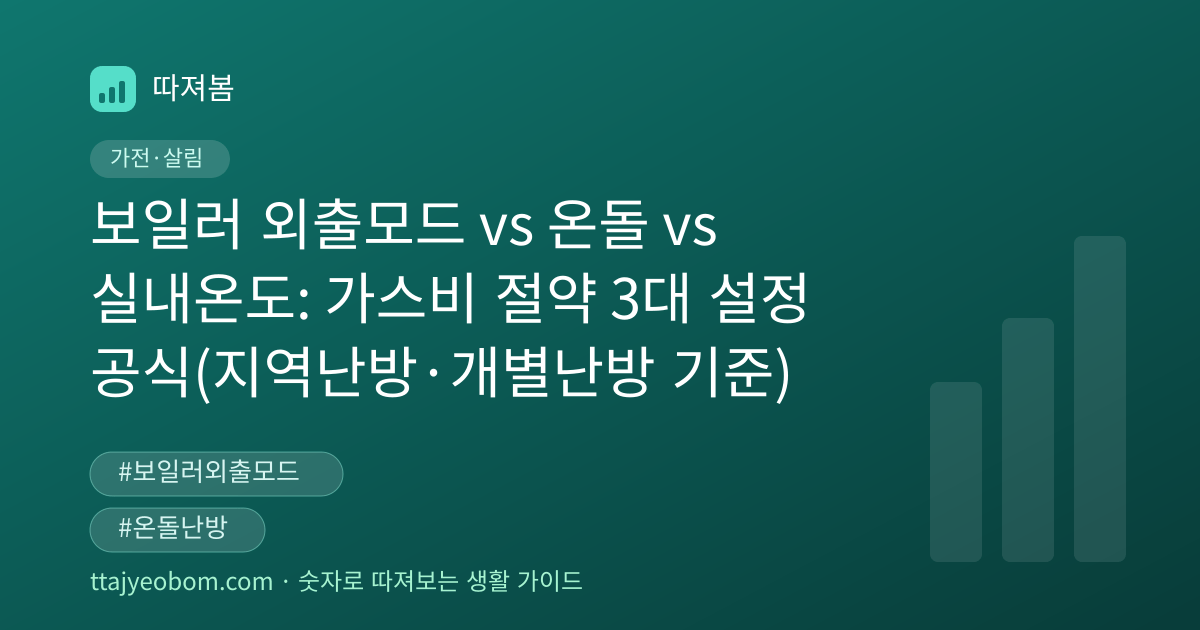 따져봄
가전·살림
보일러 외출모드 vs 온돌 vs
실내온도: 가스비 절약 3대 설정
공식(지역난방·개별난방 기준)
#보일러외출모드
#온돌난방
ttajyeobom.com · 숫자로 따져보는 생활 가이드